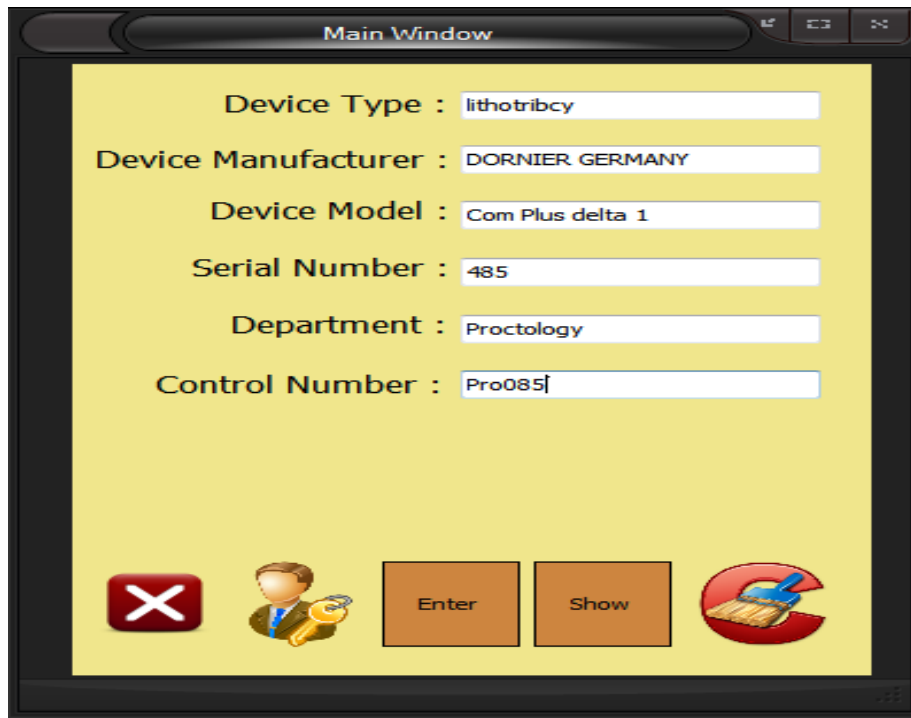 Main Window
Device Type : lithotribcy
Device Manufacturer : DORNIER GERMANY
Device Model : Com Plus delta 1
Serial Number : 485
Department : Proctology
Control Number : Pro085
Enter Show